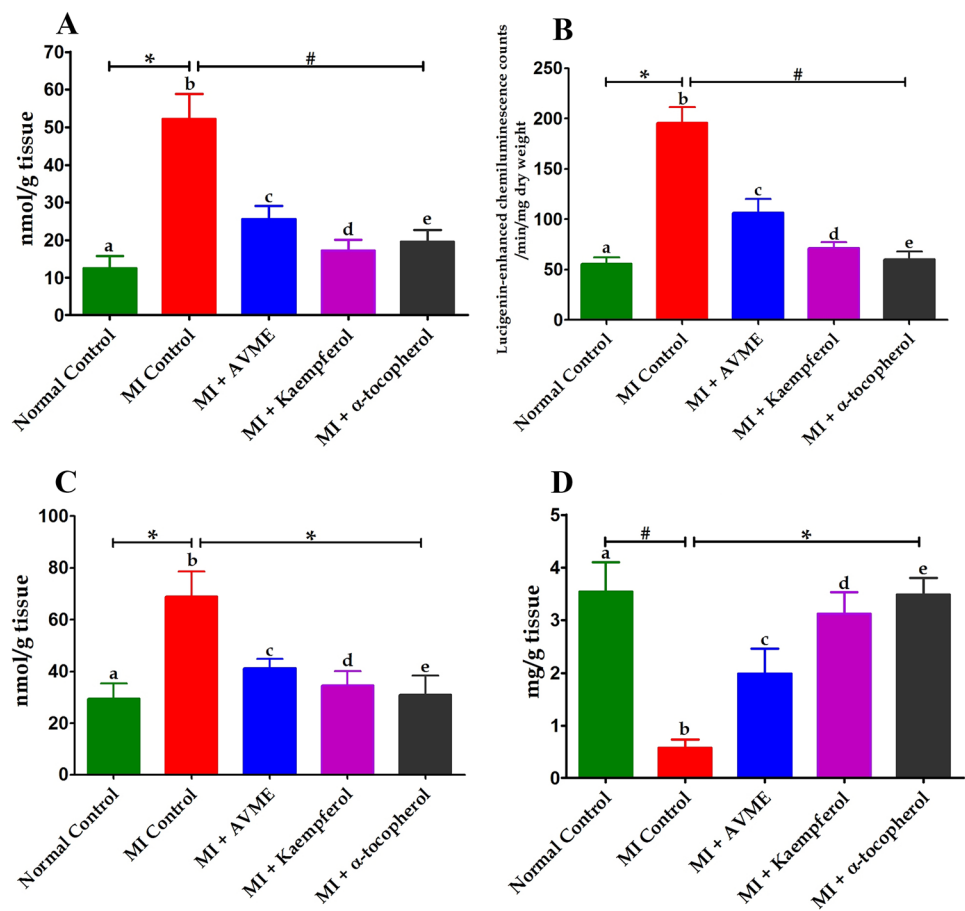 A
nmol/g tissue
70
60
50
40
30
20
10
0
*
#
a
b
c
d
e
Normal Control
MI Control
MI + AVME
MI + Kaempferol
MI + α-tocopherol
B
Lucigenin-enhanced chemiluminescence counts
/min/mg dry weight
250
200
150
100
50
0
*
#
a
b
c
d
e
Normal Control
MI Control
MI + AVME
MI + Kaempferol
MI + α-tocopherol
C
nmol/g tissue
100
80
60
40
20
0
*
*
a
b
c
d
e
Normal Control
MI Control
MI + AVME
MI + Kaempferol
MI + α-tocopherol
D
mg/g tissue
5
4
3
2
1
0
#
*
a
b
c
d
e
Normal Control
MI Control
MI + AVME
MI + Kaempferol
MI + α-tocopherol